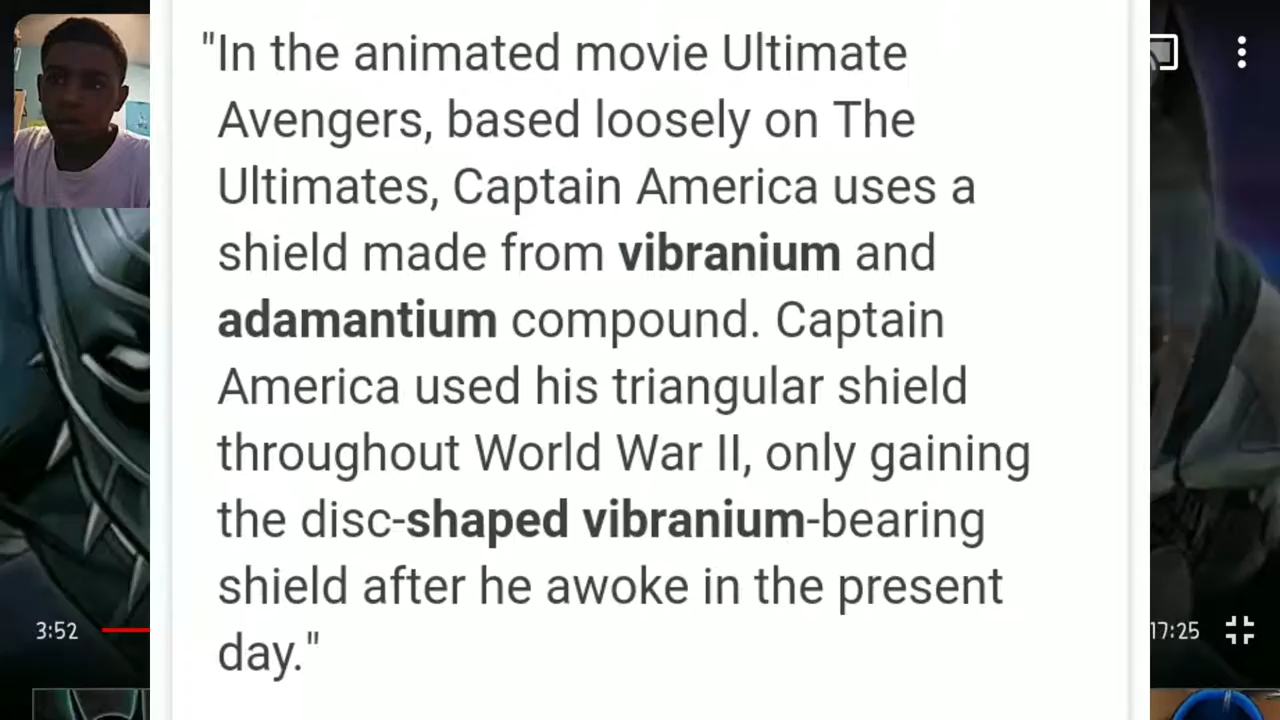 "In the animated movie Ultimate
Avengers, based loosely on The
Ultimates, Captain America uses a
shield made from vibranium and
adamantium compound. Captain
America used his triangular shield
throughout World War II, only gaining
the disc-shaped vibranium-bearing
shield after he awoke in the present
day."
3:52
17:25